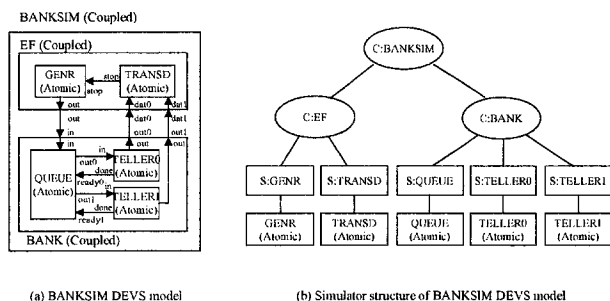 BANKSIM (Coupled)
EF (Coupled)
GENR
(Atomic)
stop
stop
TRANSD
(Atomic)
out
dat0
dat1
out
dat0
dat1
in
out0
out1
in
in
out
out
QUEUE
(Atomic)
out0
TELLER0
(Atomic)
done
ready0
in
out1
TELLER1
(Atomic)
done
ready1
BANK (Coupled)
(a) BANKSIM DEVS model
C:BANKSIM
C:EF
C:BANK
S:GENR
S:TRANSD
S:QUEUE
S:TELLER0
S:TELLER1
GENR
(Atomic)
TRANSD
(Atomic)
QUEUE
(Atomic)
TELLER0
(Atomic)
TELLER1
(Atomic)
(b) Simulator structure of BANKSIM DEVS model